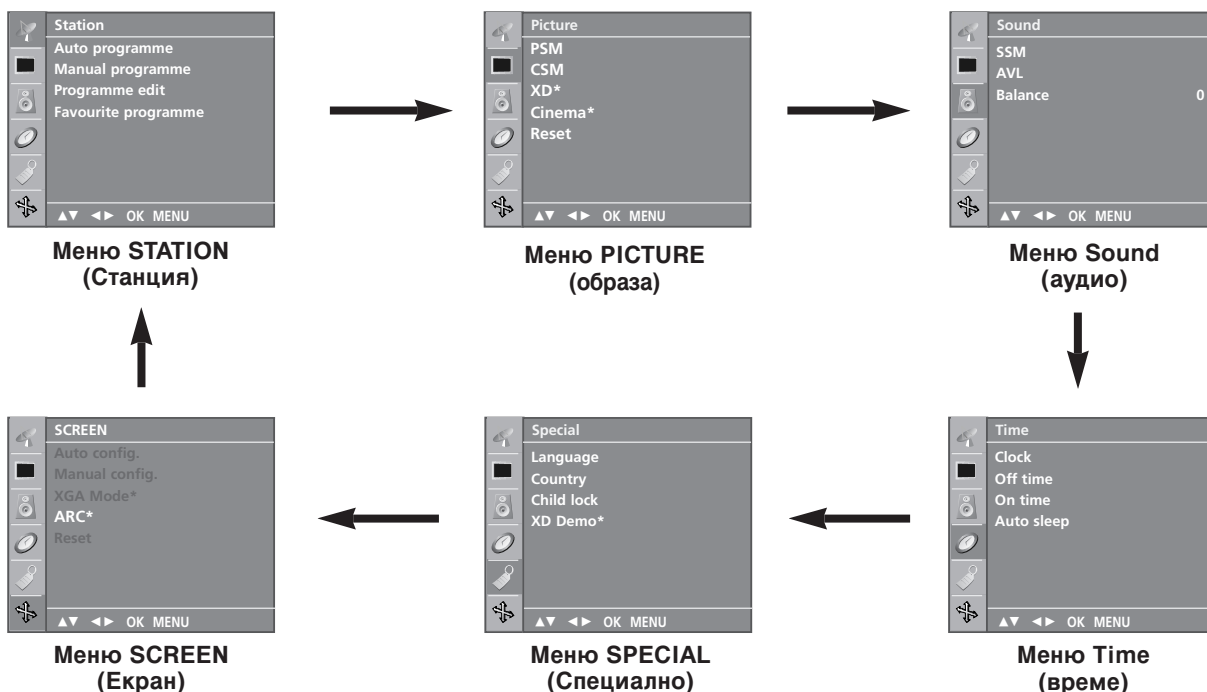 Station
Auto programme
Manual programme
Programme edit
Favourite programme
▲▼ ◄► OK MENU
Меню STATION
(Станция)
Picture
PSM
CSM
XD*
Cinema*
Reset
▲▼ ◄► OK MENU
Меню PICTURE
(образа)
Sound
SSM
AVL
Balance 0
▲▼ ◄► OK MENU
Меню Sound
(аудио)
SCREEN
Auto config.
Manual config.
XGA Mode*
ARC*
Reset
▲▼ ◄► OK MENU
Меню SCREEN
(Екран)
Special
Language
Country
Child lock
XD Demo*
▲▼ ◄► OK MENU
Меню SPECIAL
(Специално)
Time
Clock
Off time
On time
Auto sleep
▲▼ ◄► OK MENU
Меню Time
(време)